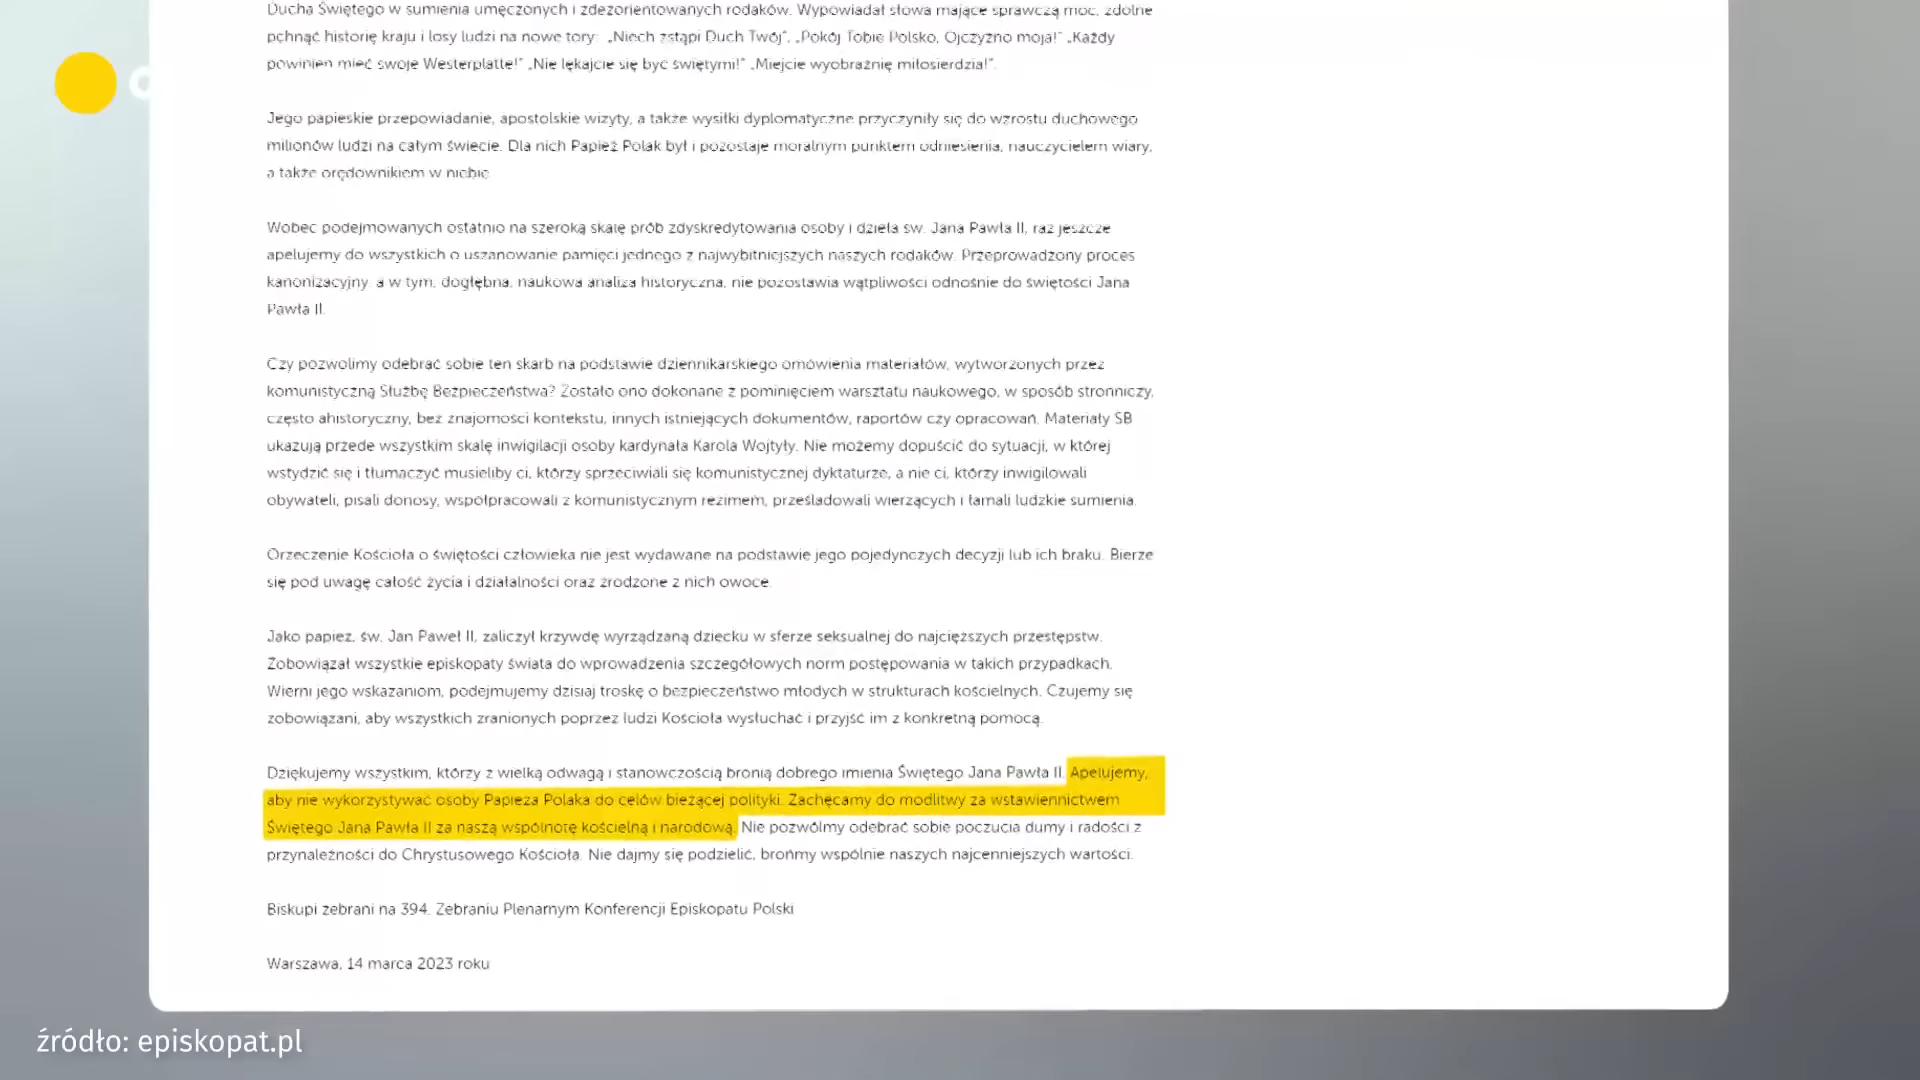 Ducha Świętego w sumienia umęczonych i zdezorientowanych rodaków. Wypowiadał słowa mające sprawczą moc, zdolne
pchnąć historię kraju i losy ludzi na nowe tory: „Niech zstąpi Duch Twój”, „Pokój Tobie Polsko, Ojczyzno moja!” „Każdy
powinien mieć swoje Westerplatte!” „Nie lękajcie się być świętymi!” „Miejcie wyobraźnię miłosierdzia!”.
Jego papieskie przepowiadanie, apostolskie wizyty, a także wysiłki dyplomatyczne przyczyniły się do wzrostu duchowego
milionów ludzi na całym świecie. Dla nich Papież Polak był i pozostaje moralnym punktem odniesienia, nauczycielem wiary,
a także orędownikiem w niebie.
Wobec podejmowanych ostatnio na szeroką skalę prób zdyskredytowania osoby i dzieła św. Jana Pawła II, raz jeszcze
apelujemy do wszystkich o uszanowanie pamięci jednego z najwybitniejszych naszych rodaków. Przeprowadzony proces
kanonizacyjny, a w tym, dogłębna, naukowa analiza historyczna, nie pozostawia wątpliwości odnośnie do świętości Jana
Pawła II.
Czy pozwolimy odebrać sobie ten skarb na podstawie dziennikarskiego omówienia materiałów, wytworzonych przez
komunistyczną Służbę Bezpieczeństwa? Zostało ono dokonane z pominięciem warsztatu naukowego, w sposób stronniczy,
często ahistoryczny, bez znajomości kontekstu, innych istniejących dokumentów, raportów czy opracowań. Materiały SB
ukazują przede wszystkim skalę inwigilacji osoby kardynała Karola Wojtyły. Nie możemy dopuścić do sytuacji, w której
wstydzić się i tłumaczyć musieliby ci, którzy sprzeciwiali się komunistycznej dyktaturze, a nie ci, którzy inwigilowali
obywateli, pisali donosy, współpracowali z komunistycznym reżimem, prześladowali wierzących i łamali ludzkie sumienia.
Orzeczenie Kościoła o świętości człowieka nie jest wydawane na podstawie jego pojedynczych decyzji lub ich braku. Bierze
się pod uwagę całość życia i działalności oraz zrodzone z nich owoce.
Jako papież, św. Jan Paweł II, zaliczył krzywdę wyrządzaną dziecku w sferze seksualnej do najcięższych przestępstw.
Zobowiązał wszystkie episkopaty świata do wprowadzenia szczegółowych norm postępowania w takich przypadkach.
Wierni jego wskazaniom, podejmujemy dzisiaj troskę o bezpieczeństwo młodych w strukturach kościelnych. Czujemy się
zobowiązani, aby wszystkich zranionych poprzez ludzi Kościoła wysłuchać i przyjść im z konkretną pomocą.
Dziękujemy wszystkim, którzy z wielką odwagą i stanowczością bronią dobrego imienia Świętego Jana Pawła II. Apelujemy,
aby nie wykorzystywać osoby Papieża Polaka do celów bieżącej polityki. Zachęcamy do modlitwy za wstawiennictwem
Świętego Jana Pawła II za naszą wspólnotę kościelną i narodową. Nie pozwólmy odebrać sobie poczucia dumy i radości z
przynależności do Chrystusowego Kościoła. Nie dajmy się podzielić, brońmy wspólnie naszych najcenniejszych wartości.
Biskupi zebrani na 394. Zebraniu Plenarnym Konferencji Episkopatu Polski
Warszawa, 14 marca 2023 roku
źródło: episkopat.pl